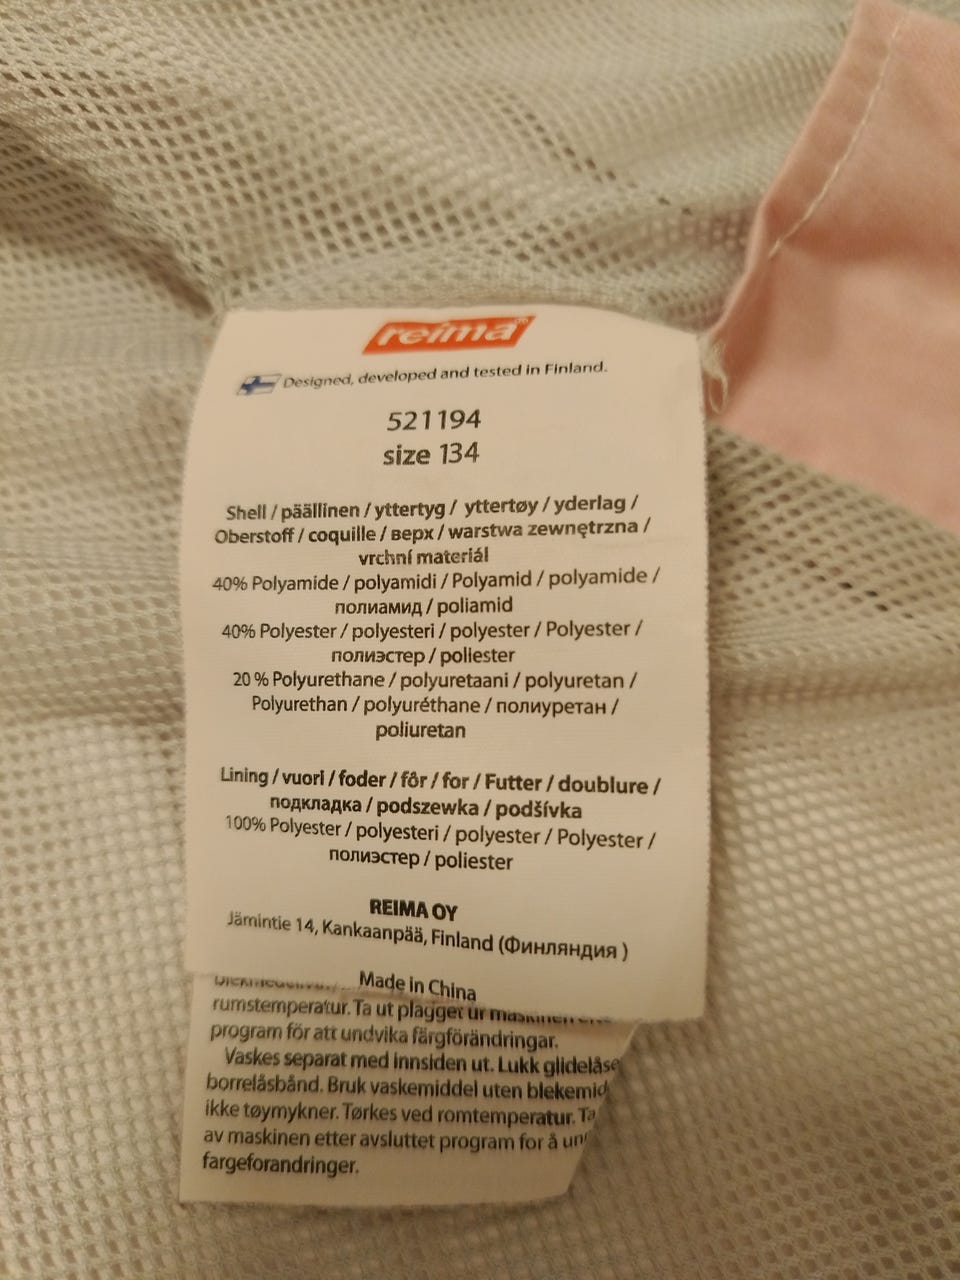 reima
Designed, developed and tested in Finland.
521194
size 134
Shell / päällinen / yttertyg / yttertøy / yderlag /
Oberstoff / coquille / верх / warstwa zewnętrzna /
vrchní materiál
40% Polyamide / polyamidi / Polyamid / polyamide /
полиамид / poliamid
40% Polyester / polyesteri / polyester / Polyester /
полиэстер / poliester
20 % Polyurethane / polyuretaani / polyuretan /
Polyurethan / polyuréthane / полиуретан /
poliuretan
Lining / vuori / foder / fôr / for / Futter / doublure /
подкладка / podszewka / podšívka
100% Polyester / polyesteri / polyester / Polyester /
полиэстер / poliester
REIMA OY
Jämintie 14, Kankaanpää, Finland (Финляндия )
Made in China
rumstemperatur. Ta ut plagget ur maskinen
program för att undvika färgförändringar.
Vaskes separat med innsiden ut. Lukk glidelåse
borrelåsbånd. Bruk vaskemiddel uten blekemid
ikke tøymykner. Tørkes ved romtemperatur. Ta
av maskinen etter avsluttet program for å un
fargeforandringer.